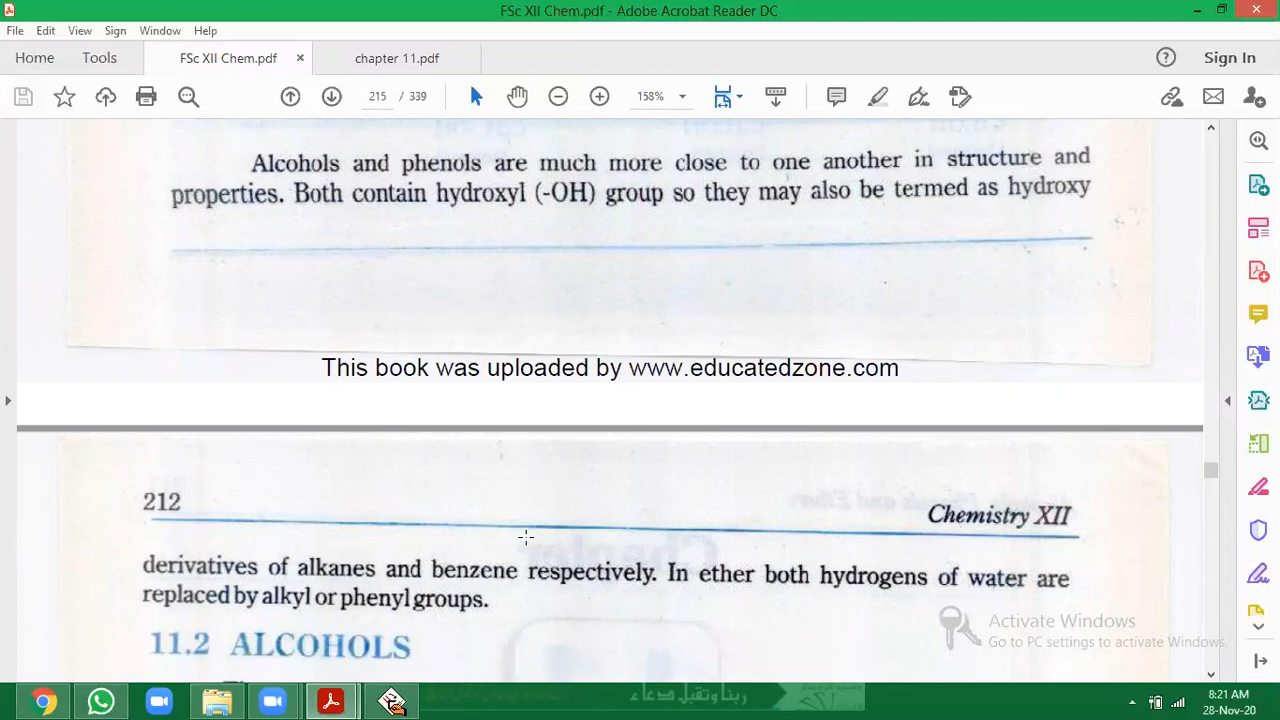 FSc XII Chem.pdf - Adobe Acrobat Reader DC
File Edit View Sign Window Help
Home Tools FSc XII Chem.pdf × chapter 11.pdf Sign In
215 / 339 158%
Alcohols and phenols are much more close to one another in structure and
properties. Both contain hydroxyl (-OH) group so they may also be termed as hydroxy
This book was uploaded by www.educatedzone.com
212 Chemistry XII
derivatives of alkanes and benzene respectively. In ether both hydrogens of water are
replaced by alkyl or phenyl groups.
11.2 ALCOHOLS
Activate Windows
Go to PC settings to activate Windows.
ربنا وتقبل دعاء
8:21 AM
28-Nov-20